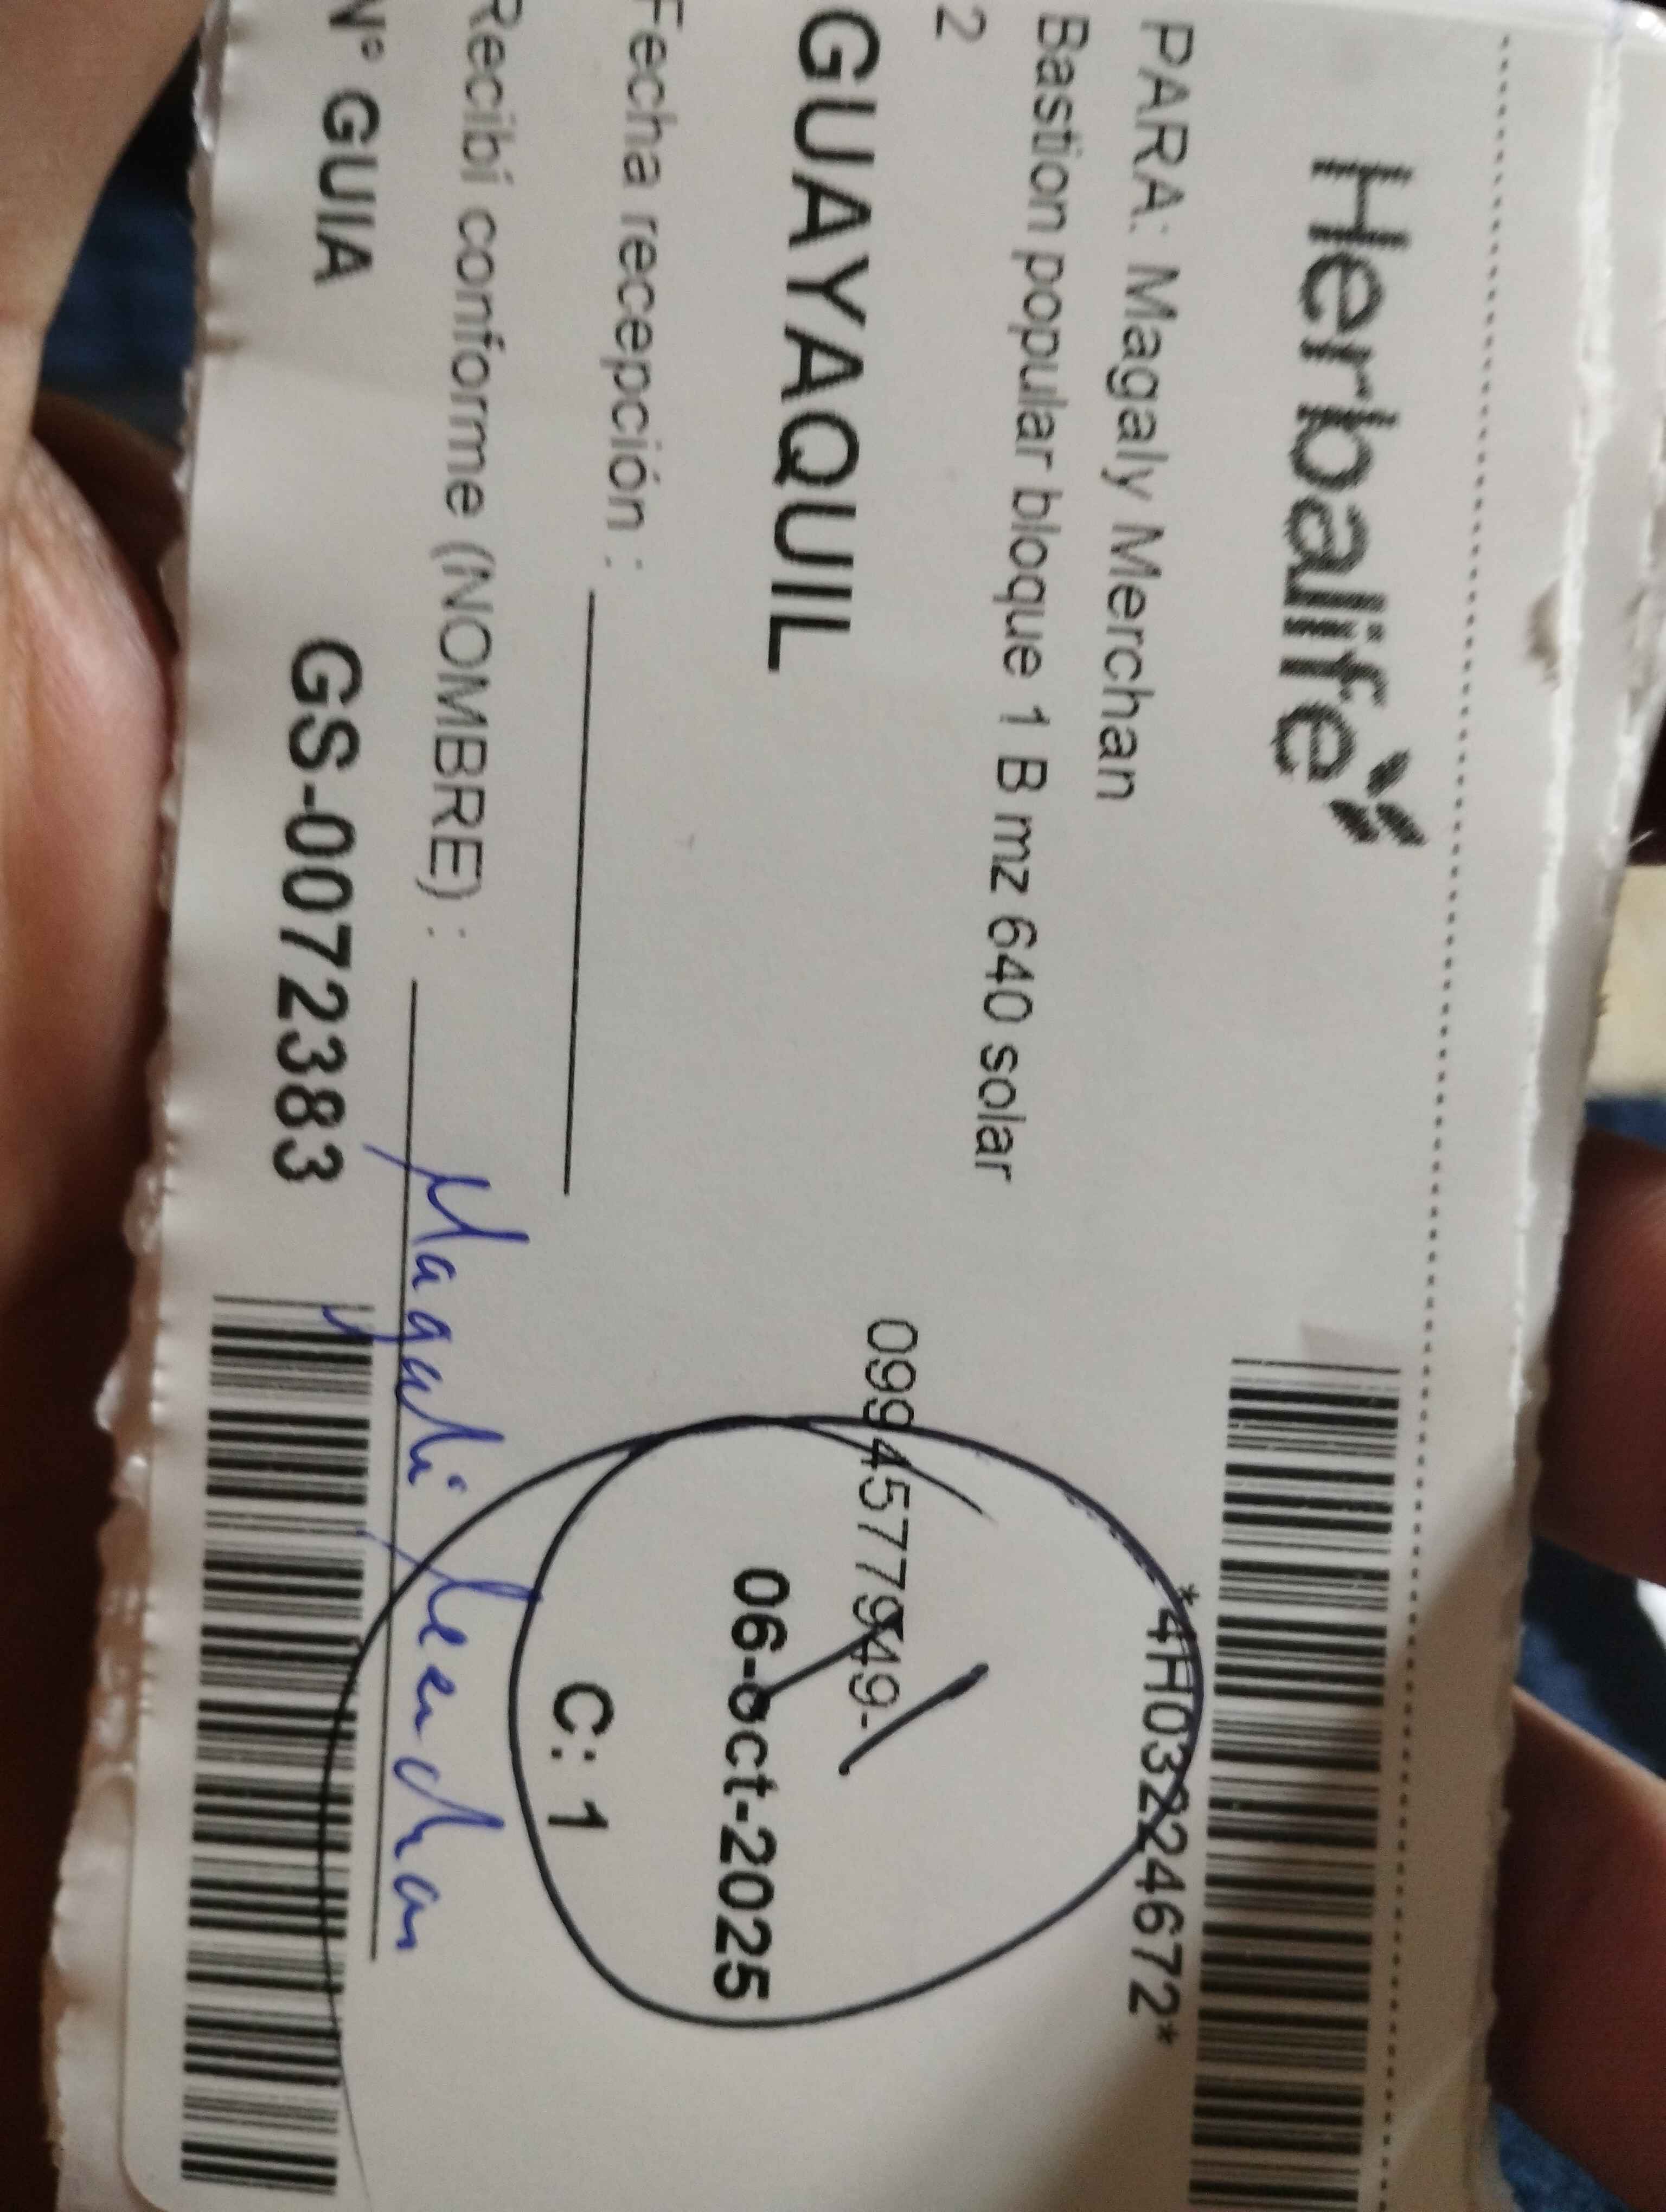 Herbalife
*4H03224672*
PARA: Magaly Merchan
Bastion popular bloque 1 B mz 640 solar
2
0994577949-
GUAYAQUIL
06-oct-2025
Fecha recepción :
C: 1
Recibí conforme (NOMBRE) : Magali Merchan
Nº GUIA GS-0072383